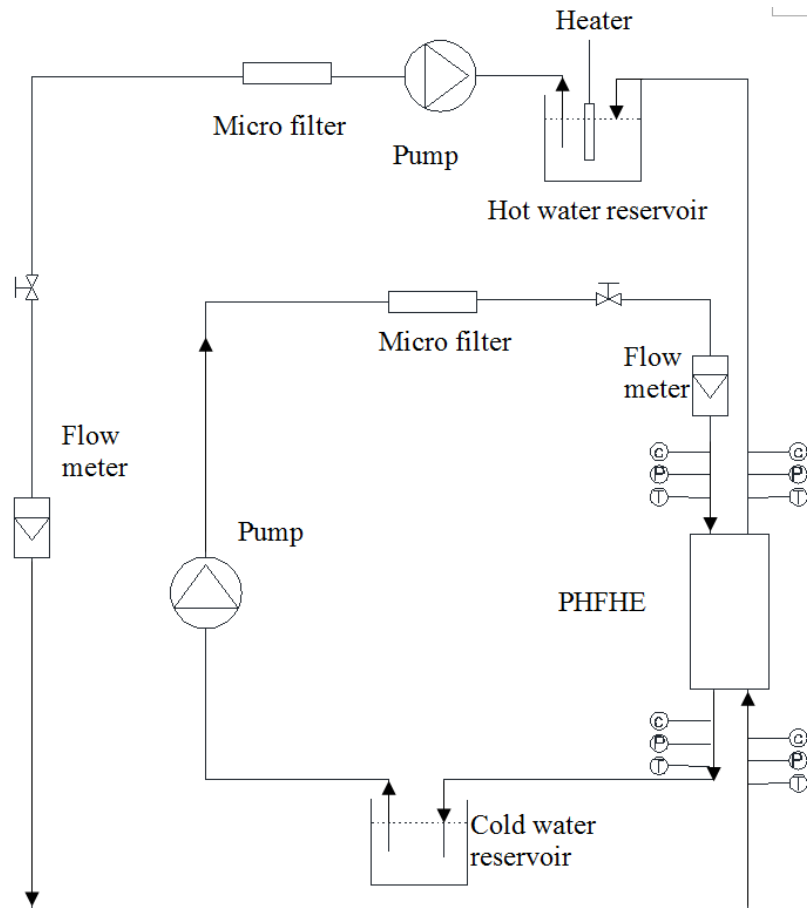 Heater
Micro filter
Pump
Hot water reservoir
Micro filter
Flow
meter
Flow
meter
C
C
P
P
T
T
Pump
PHFHE
C
P
T
C
P
T
Cold water
reservoir